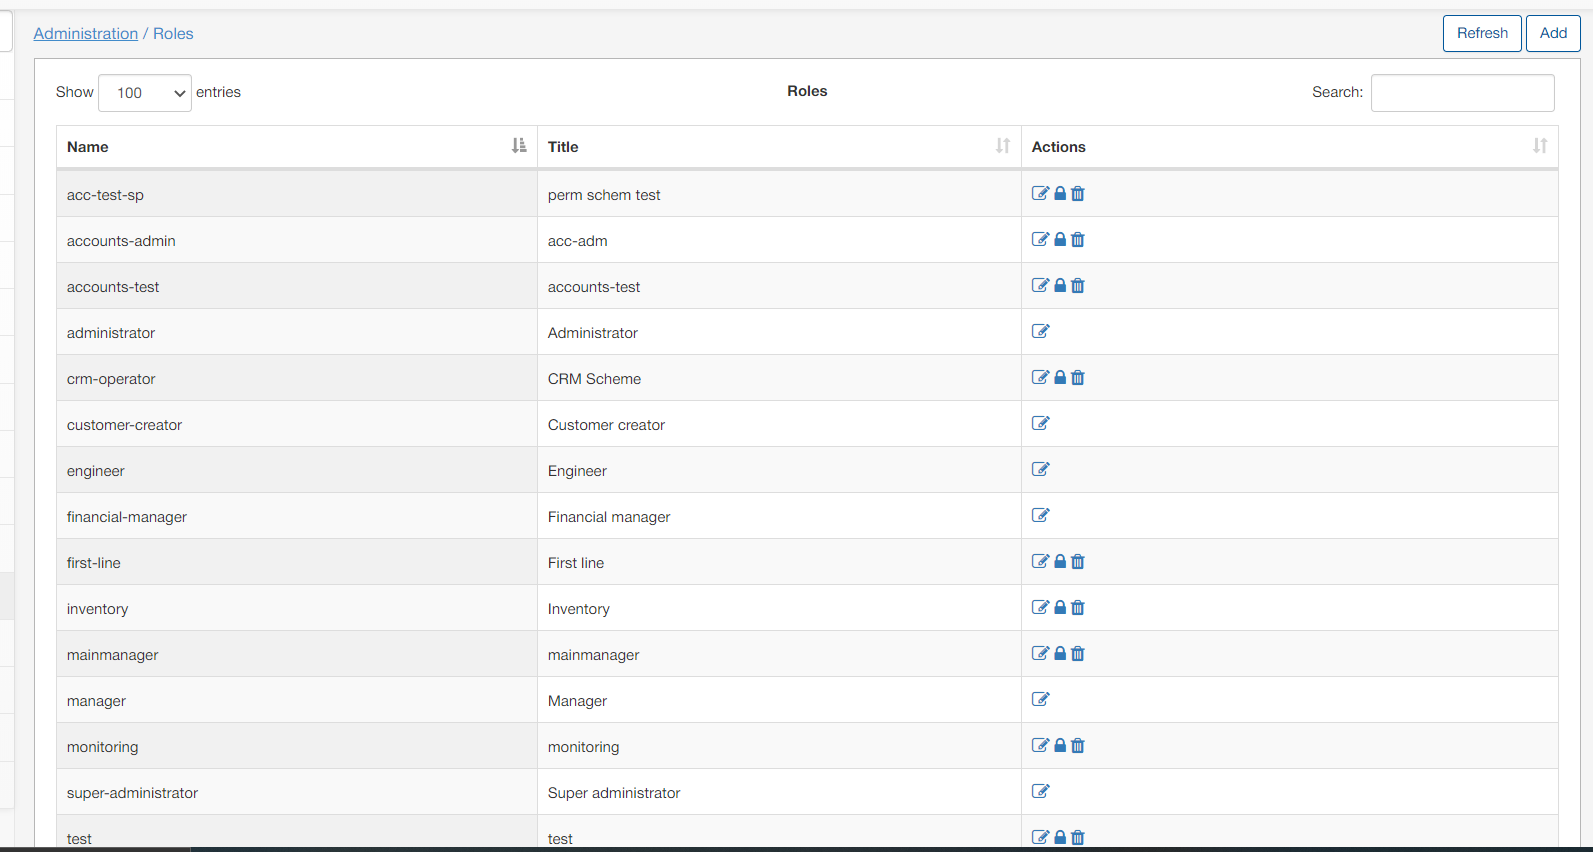 Administration / Roles
Refresh
Add
Show 100 entries
Roles
Search:
Name Title Actions
acc-test-sp perm schem test
accounts-admin acc-adm
accounts-test accounts-test
administrator Administrator
crm-operator CRM Scheme
customer-creator Customer creator
engineer Engineer
financial-manager Financial manager
first-line First line
inventory Inventory
mainmanager mainmanager
manager Manager
monitoring monitoring
super-administrator Super administrator
test test